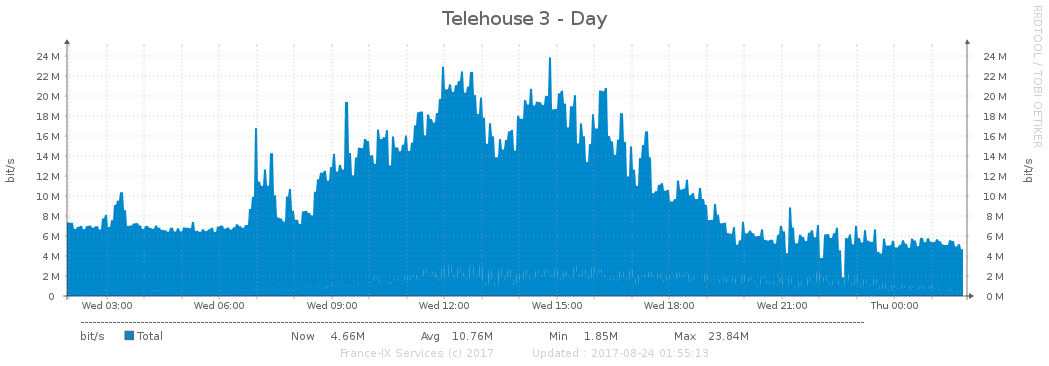 Telehouse 3 - Day
RRDTOOL / TOBI OETIKER
bit/s
24 M 24 M
22 M 22 M
20 M 20 M
18 M 18 M
16 M 16 M
14 M 14 M
12 M 12 M
10 M 10 M
8 M 8 M
6 M 6 M
4 M 4 M
2 M 2 M
0 0 M
bit/s
Wed 03:00 Wed 06:00 Wed 09:00 Wed 12:00 Wed 15:00 Wed 18:00 Wed 21:00 Thu 00:00
bit/s Total Now 4.66M Avg 10.76M Min 1.85M Max 23.84M
France-IX Services (c) 2017 Updated : 2017-08-24 01:55:13